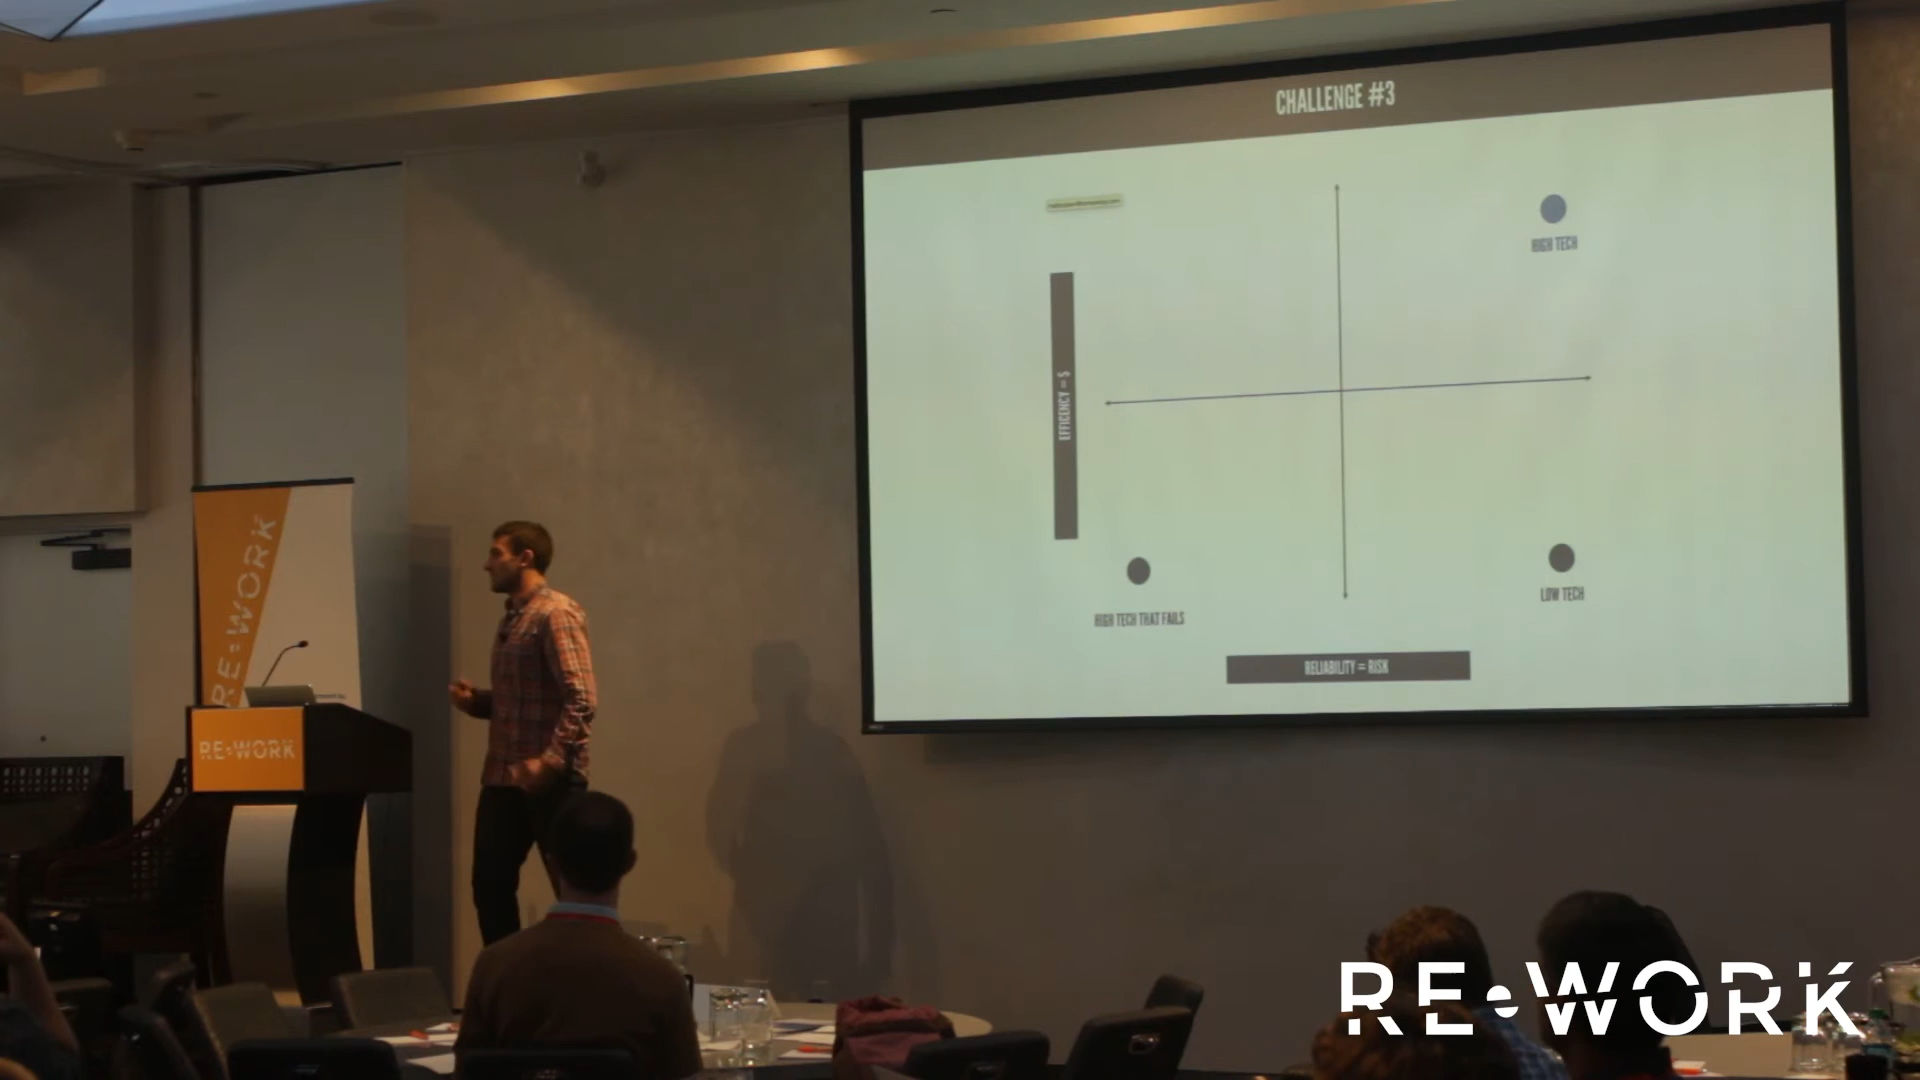 CHALLENGE #3
HIGH TECH
EFFICENCY = $
HIGH TECH THAT FAILS
LOW TECH
RELIABILITY = RISK
RE•WORK
RE•WORK
RE•WORK